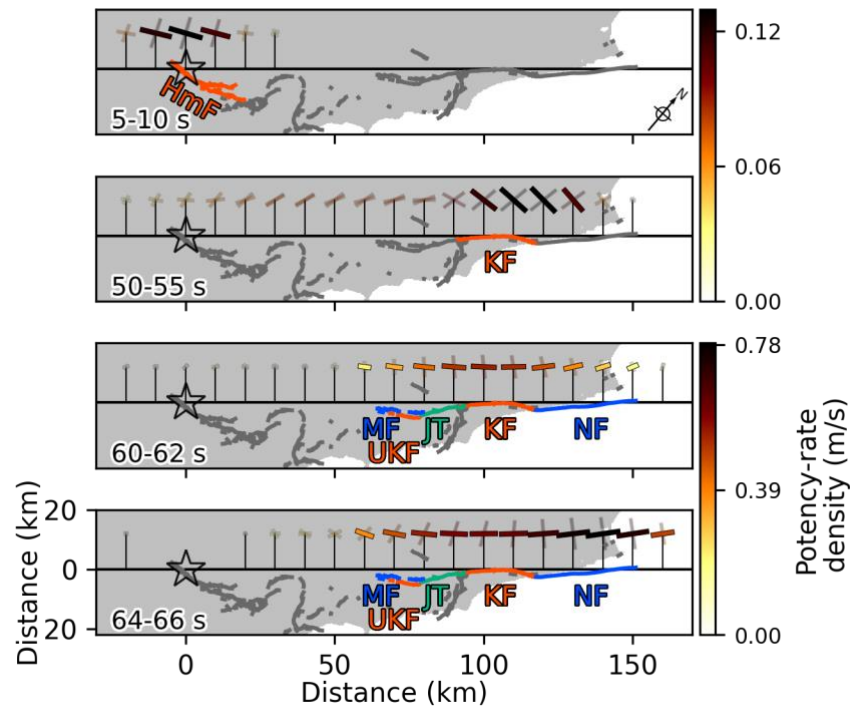 HmF
5-10 s
N
0.12
0.06
0.00
KF
50-55 s
MF
JT
KF
NF
UKF
60-62 s
0.78
0.39
0.00
Potency-rate
density (m/s)
20
0
20
Distance (km)
MF
JT
KF
NF
UKF
64-66 s
0
50
100
150
Distance (km)